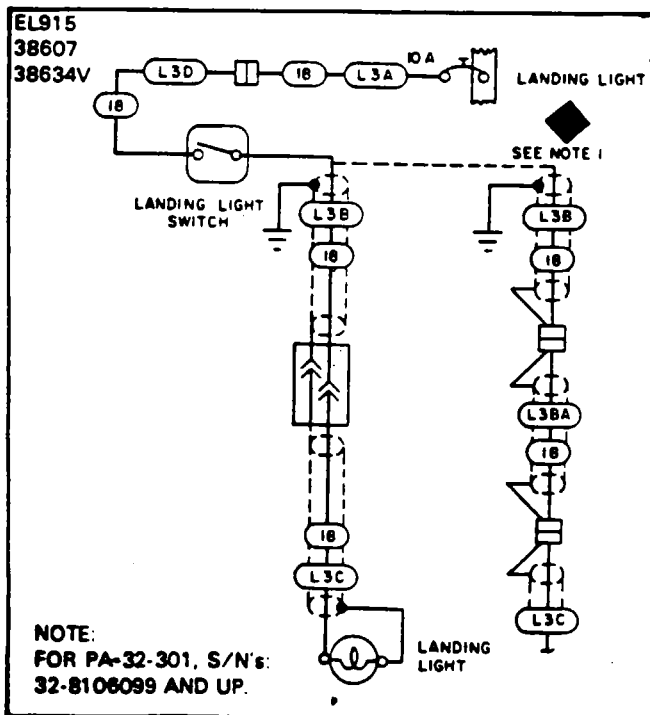 EL915
38607
38634V
L3D
18
L3A
10 A
LANDING LIGHT
18
SEE NOTE 1
LANDING LIGHT
SWITCH
L3B
18
L3B
18
L3BA
18
18
L3C
L3C
LANDING
LIGHT
NOTE:
FOR PA-32-301, S/N's:
32-8106099 AND UP.